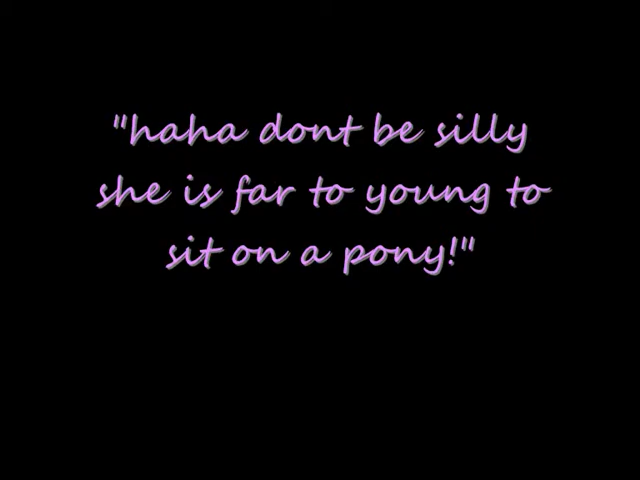 "haha dont be silly
she is far to young to
sit on a pony!"